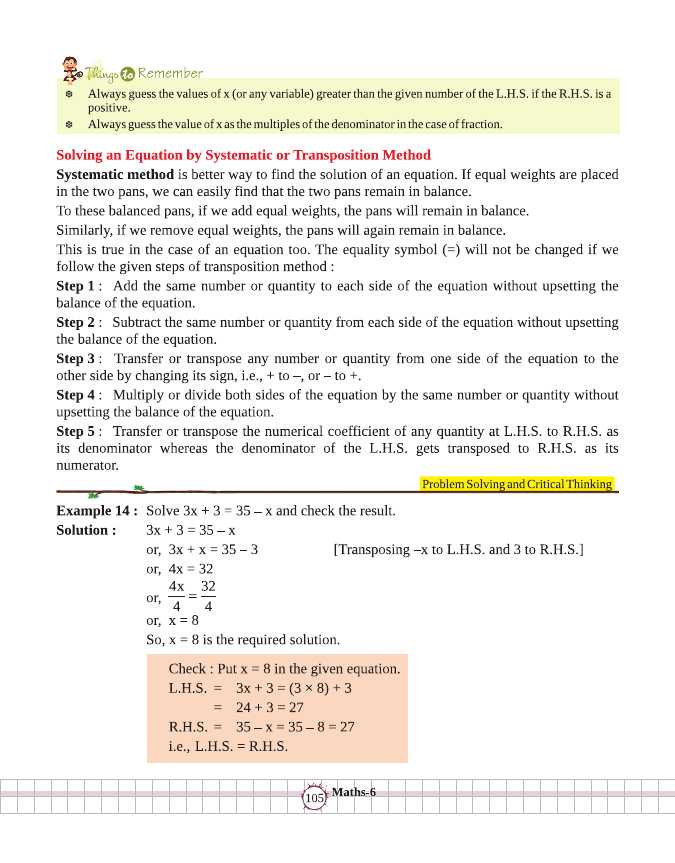 Things to Remember
❆ Always guess the values of x (or any variable) greater than the given number of the L.H.S. if the R.H.S. is a
positive.
❆ Always guess the value of x as the multiples of the denominator in the case of fraction.
Solving an Equation by Systematic or Transposition Method
Systematic method is better way to find the solution of an equation. If equal weights are placed
in the two pans, we can easily find that the two pans remain in balance.
To these balanced pans, if we add equal weights, the pans will remain in balance.
Similarly, if we remove equal weights, the pans will again remain in balance.
This is true in the case of an equation too. The equality symbol (=) will not be changed if we
follow the given steps of transposition method :
Step 1 : Add the same number or quantity to each side of the equation without upsetting the
balance of the equation.
Step 2 : Subtract the same number or quantity from each side of the equation without upsetting
the balance of the equation.
Step 3 : Transfer or transpose any number or quantity from one side of the equation to the
other side by changing its sign, i.e., + to –, or – to +.
Step 4 : Multiply or divide both sides of the equation by the same number or quantity without
upsetting the balance of the equation.
Step 5 : Transfer or transpose the numerical coefficient of any quantity at L.H.S. to R.H.S. as
its denominator whereas the denominator of the L.H.S. gets transposed to R.H.S. as its
numerator.
Problem Solving and Critical Thinking
Example 14 : Solve 3x + 3 = 35 – x and check the result.
Solution : 3x + 3 = 35 – x
or, 3x + x = 35 – 3 [Transposing –x to L.H.S. and 3 to R.H.S.]
or, 4x = 32
or, 4x/4 = 32/4
or, x = 8
So, x = 8 is the required solution.
Check : Put x = 8 in the given equation.
L.H.S. = 3x + 3 = (3 × 8) + 3
= 24 + 3 = 27
R.H.S. = 35 – x = 35 – 8 = 27
i.e., L.H.S. = R.H.S.
105 Maths-6